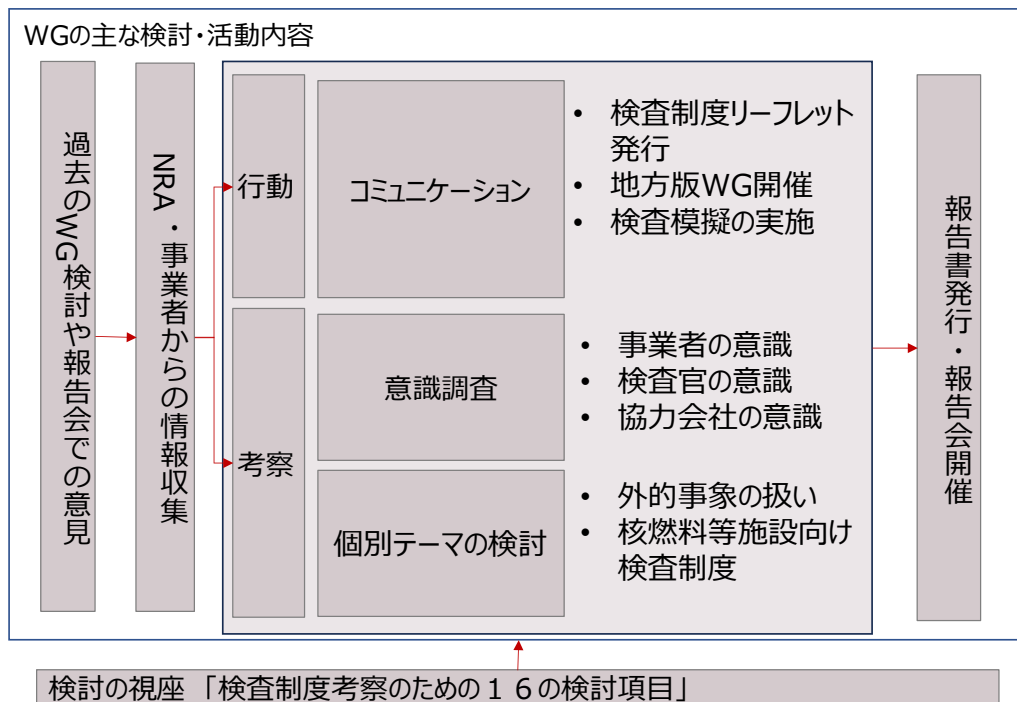 WGの主な検討・活動内容
過去のWG検討や報告会での意見
NRA・事業者からの情報収集
行動
コミュニケーション
• 検査制度リーフレット
発行
• 地方版WG開催
• 検査模擬の実施
考察
意識調査
• 事業者の意識
• 検査官の意識
• 協力会社の意識
個別テーマの検討
• 外的事象の扱い
• 核燃料等施設向け
検査制度
報告書発行・報告会開催
検討の視座 「検査制度考察のための１６の検討項目」